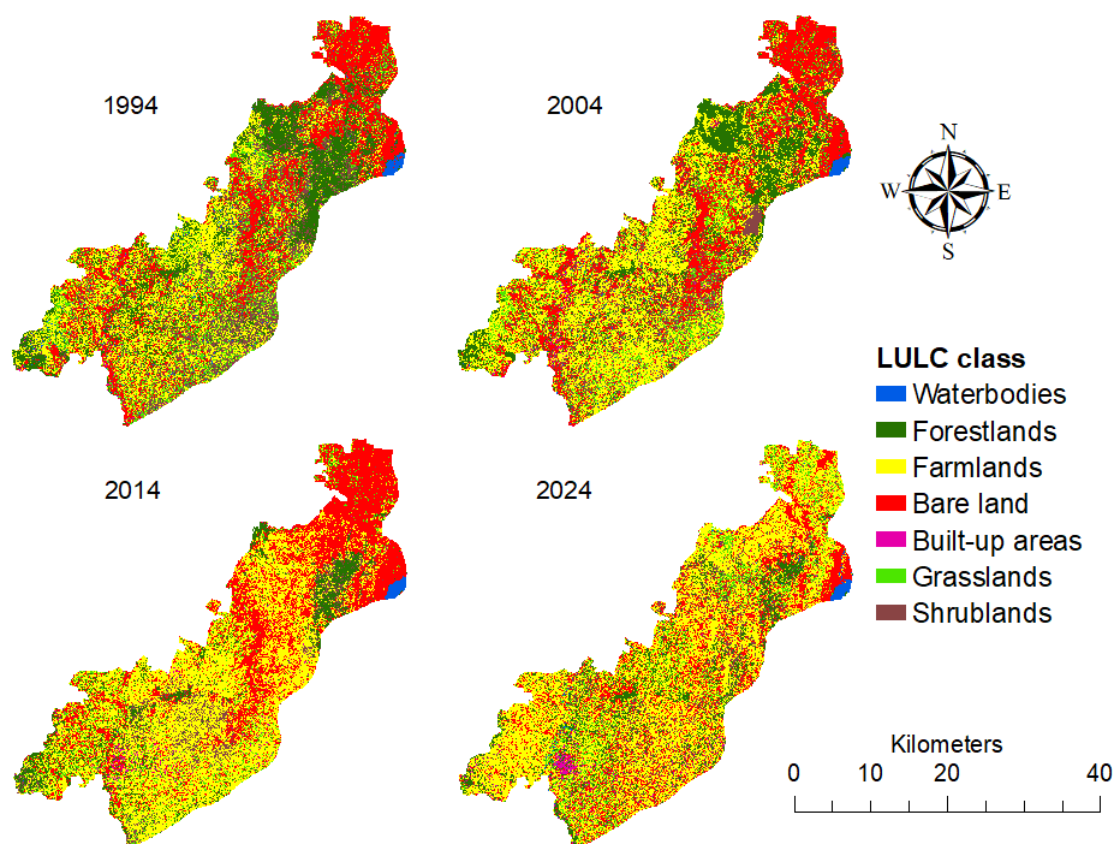 1994
2004
N
W
E
S
LULC class
Waterbodies
Forestlands
Farmlands
Bare land
Built-up areas
Grasslands
Shrublands
2014
2024
Kilometers
0 10 20 40